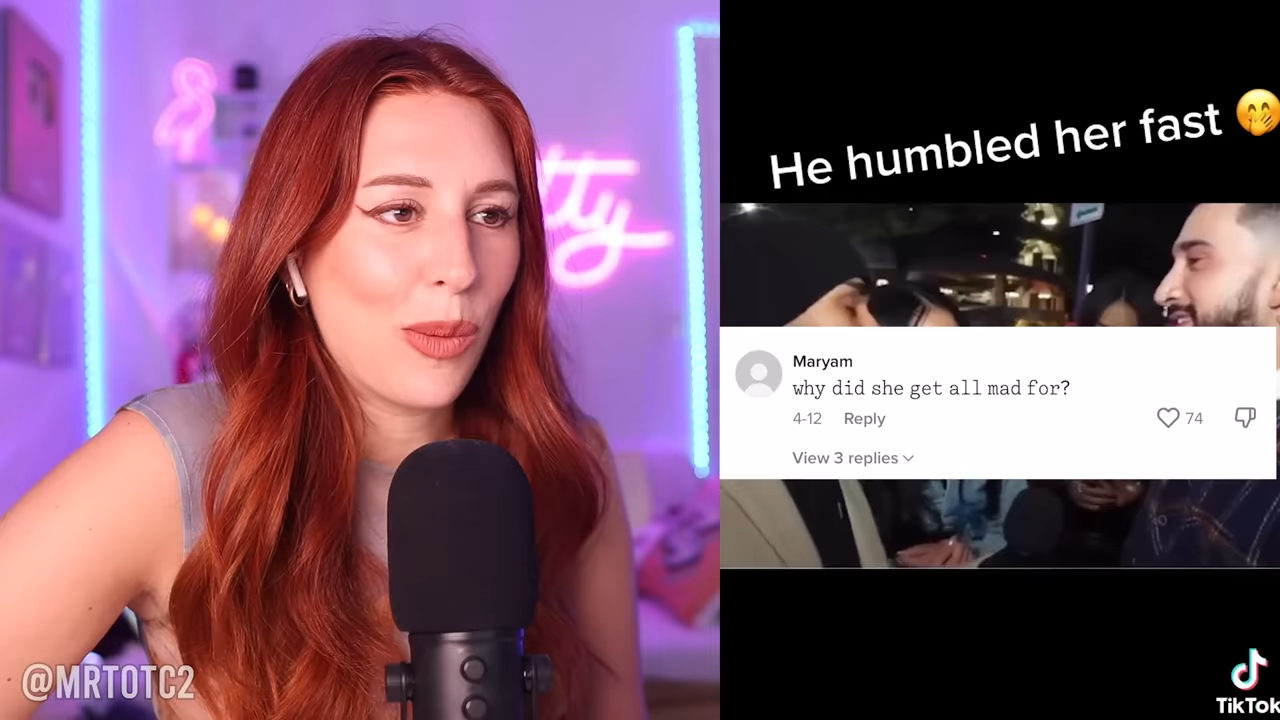 tty
He humbled her fast 🤭
Maryam
why did she get all mad for?
4-12 Reply
74
View 3 replies
@MRTOTC2
TikTok